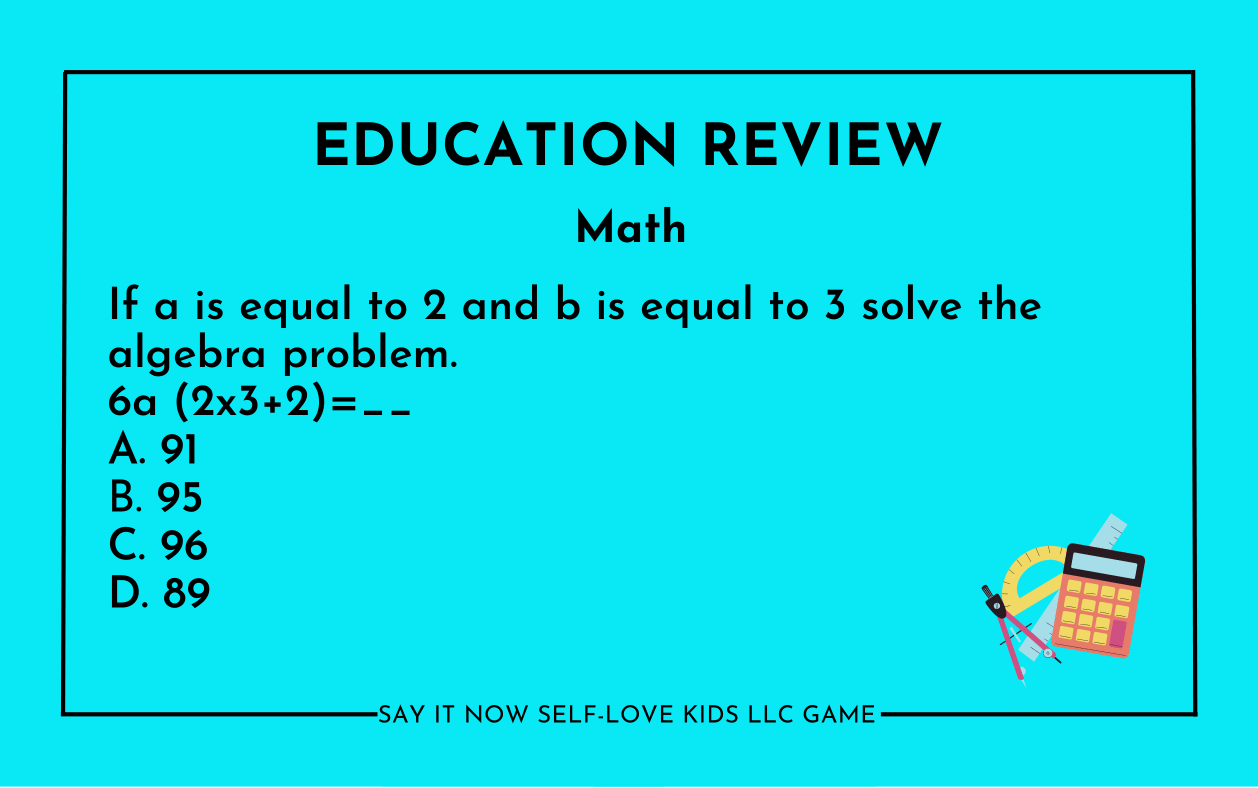 EDUCATION REVIEW
Math
If a is equal to 2 and b is equal to 3 solve the
algebra problem.
6a (2x3+2)=__
A. 91
B. 95
C. 96
D. 89
SAY IT NOW SELF-LOVE KIDS LLC GAME